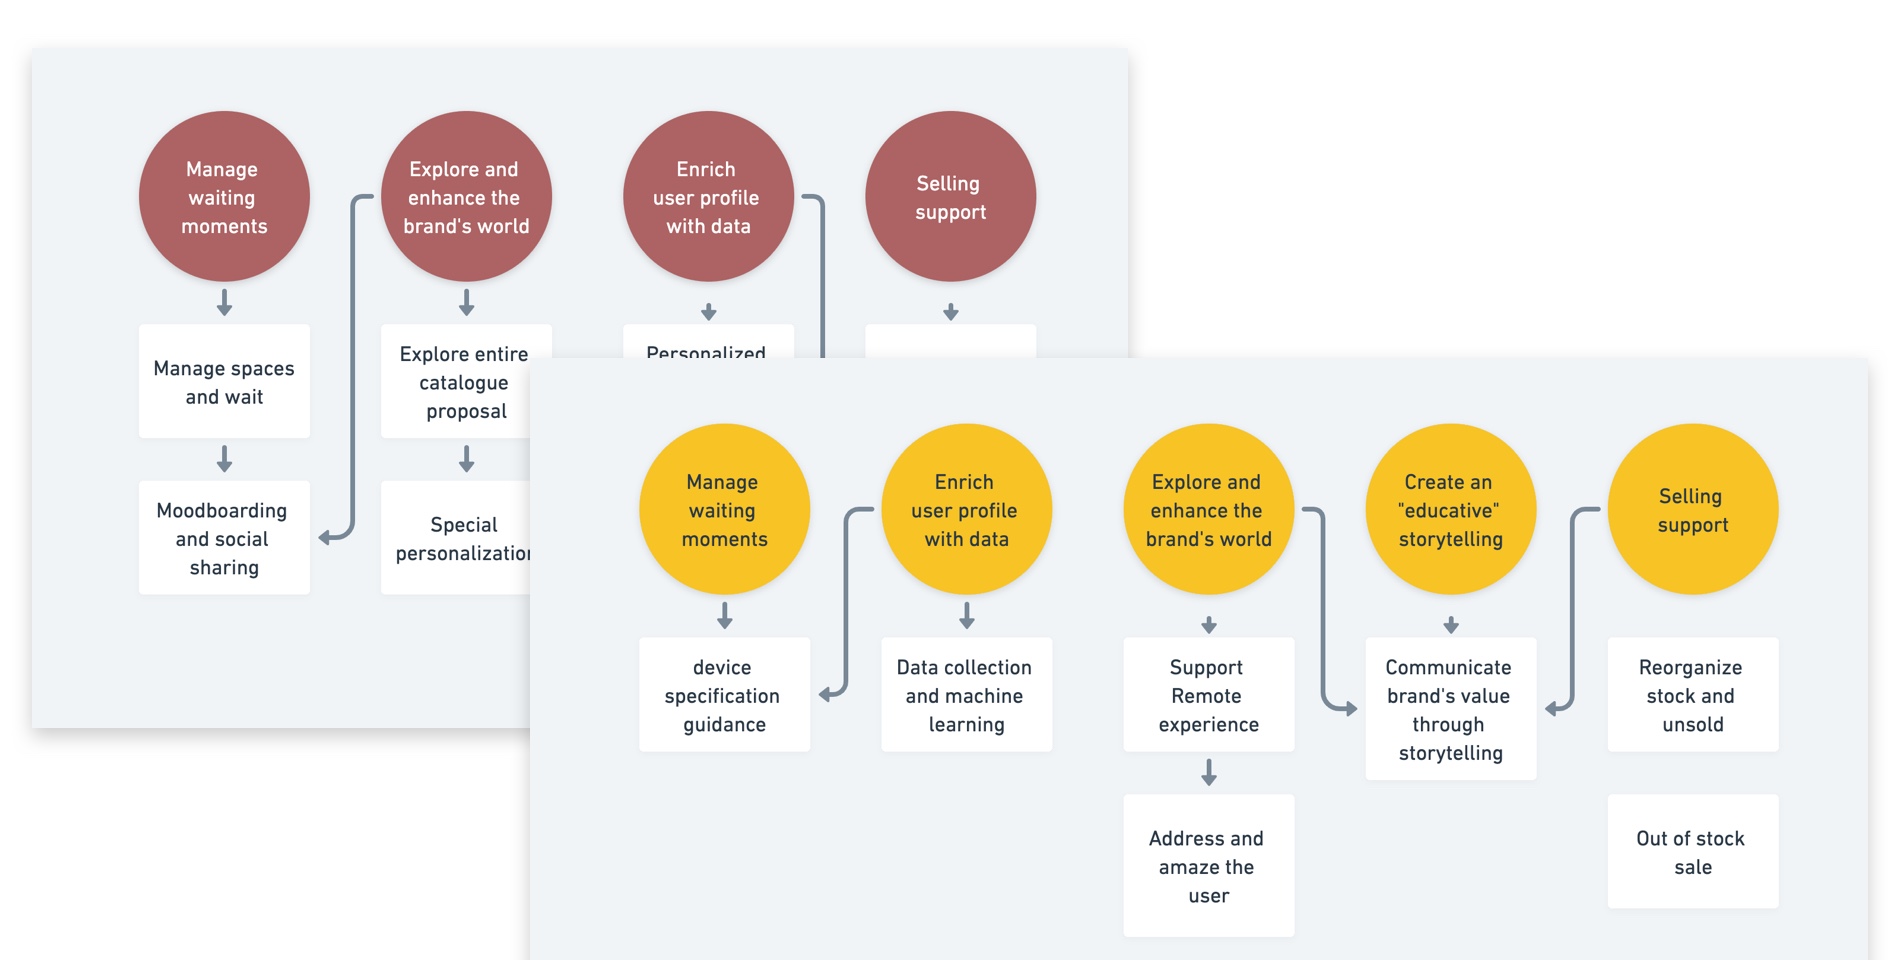 Manage
waiting
moments
Explore and
enhance the
brand's world
Enrich
user profile
with data
Selling
support
Manage spaces
and wait
Explore entire
catalogue
proposal
Personalized
Moodboarding
and social
sharing
Special
personalization
Manage
waiting
moments
Enrich
user profile
with data
Explore and
enhance the
brand's world
Create an
"educative"
storytelling
Selling
support
device
specification
guidance
Data collection
and machine
learning
Support
Remote
experience
Communicate
brand's value
through
storytelling
Reorganize
stock and
unsold
Address and
amaze the
user
Out of stock
sale